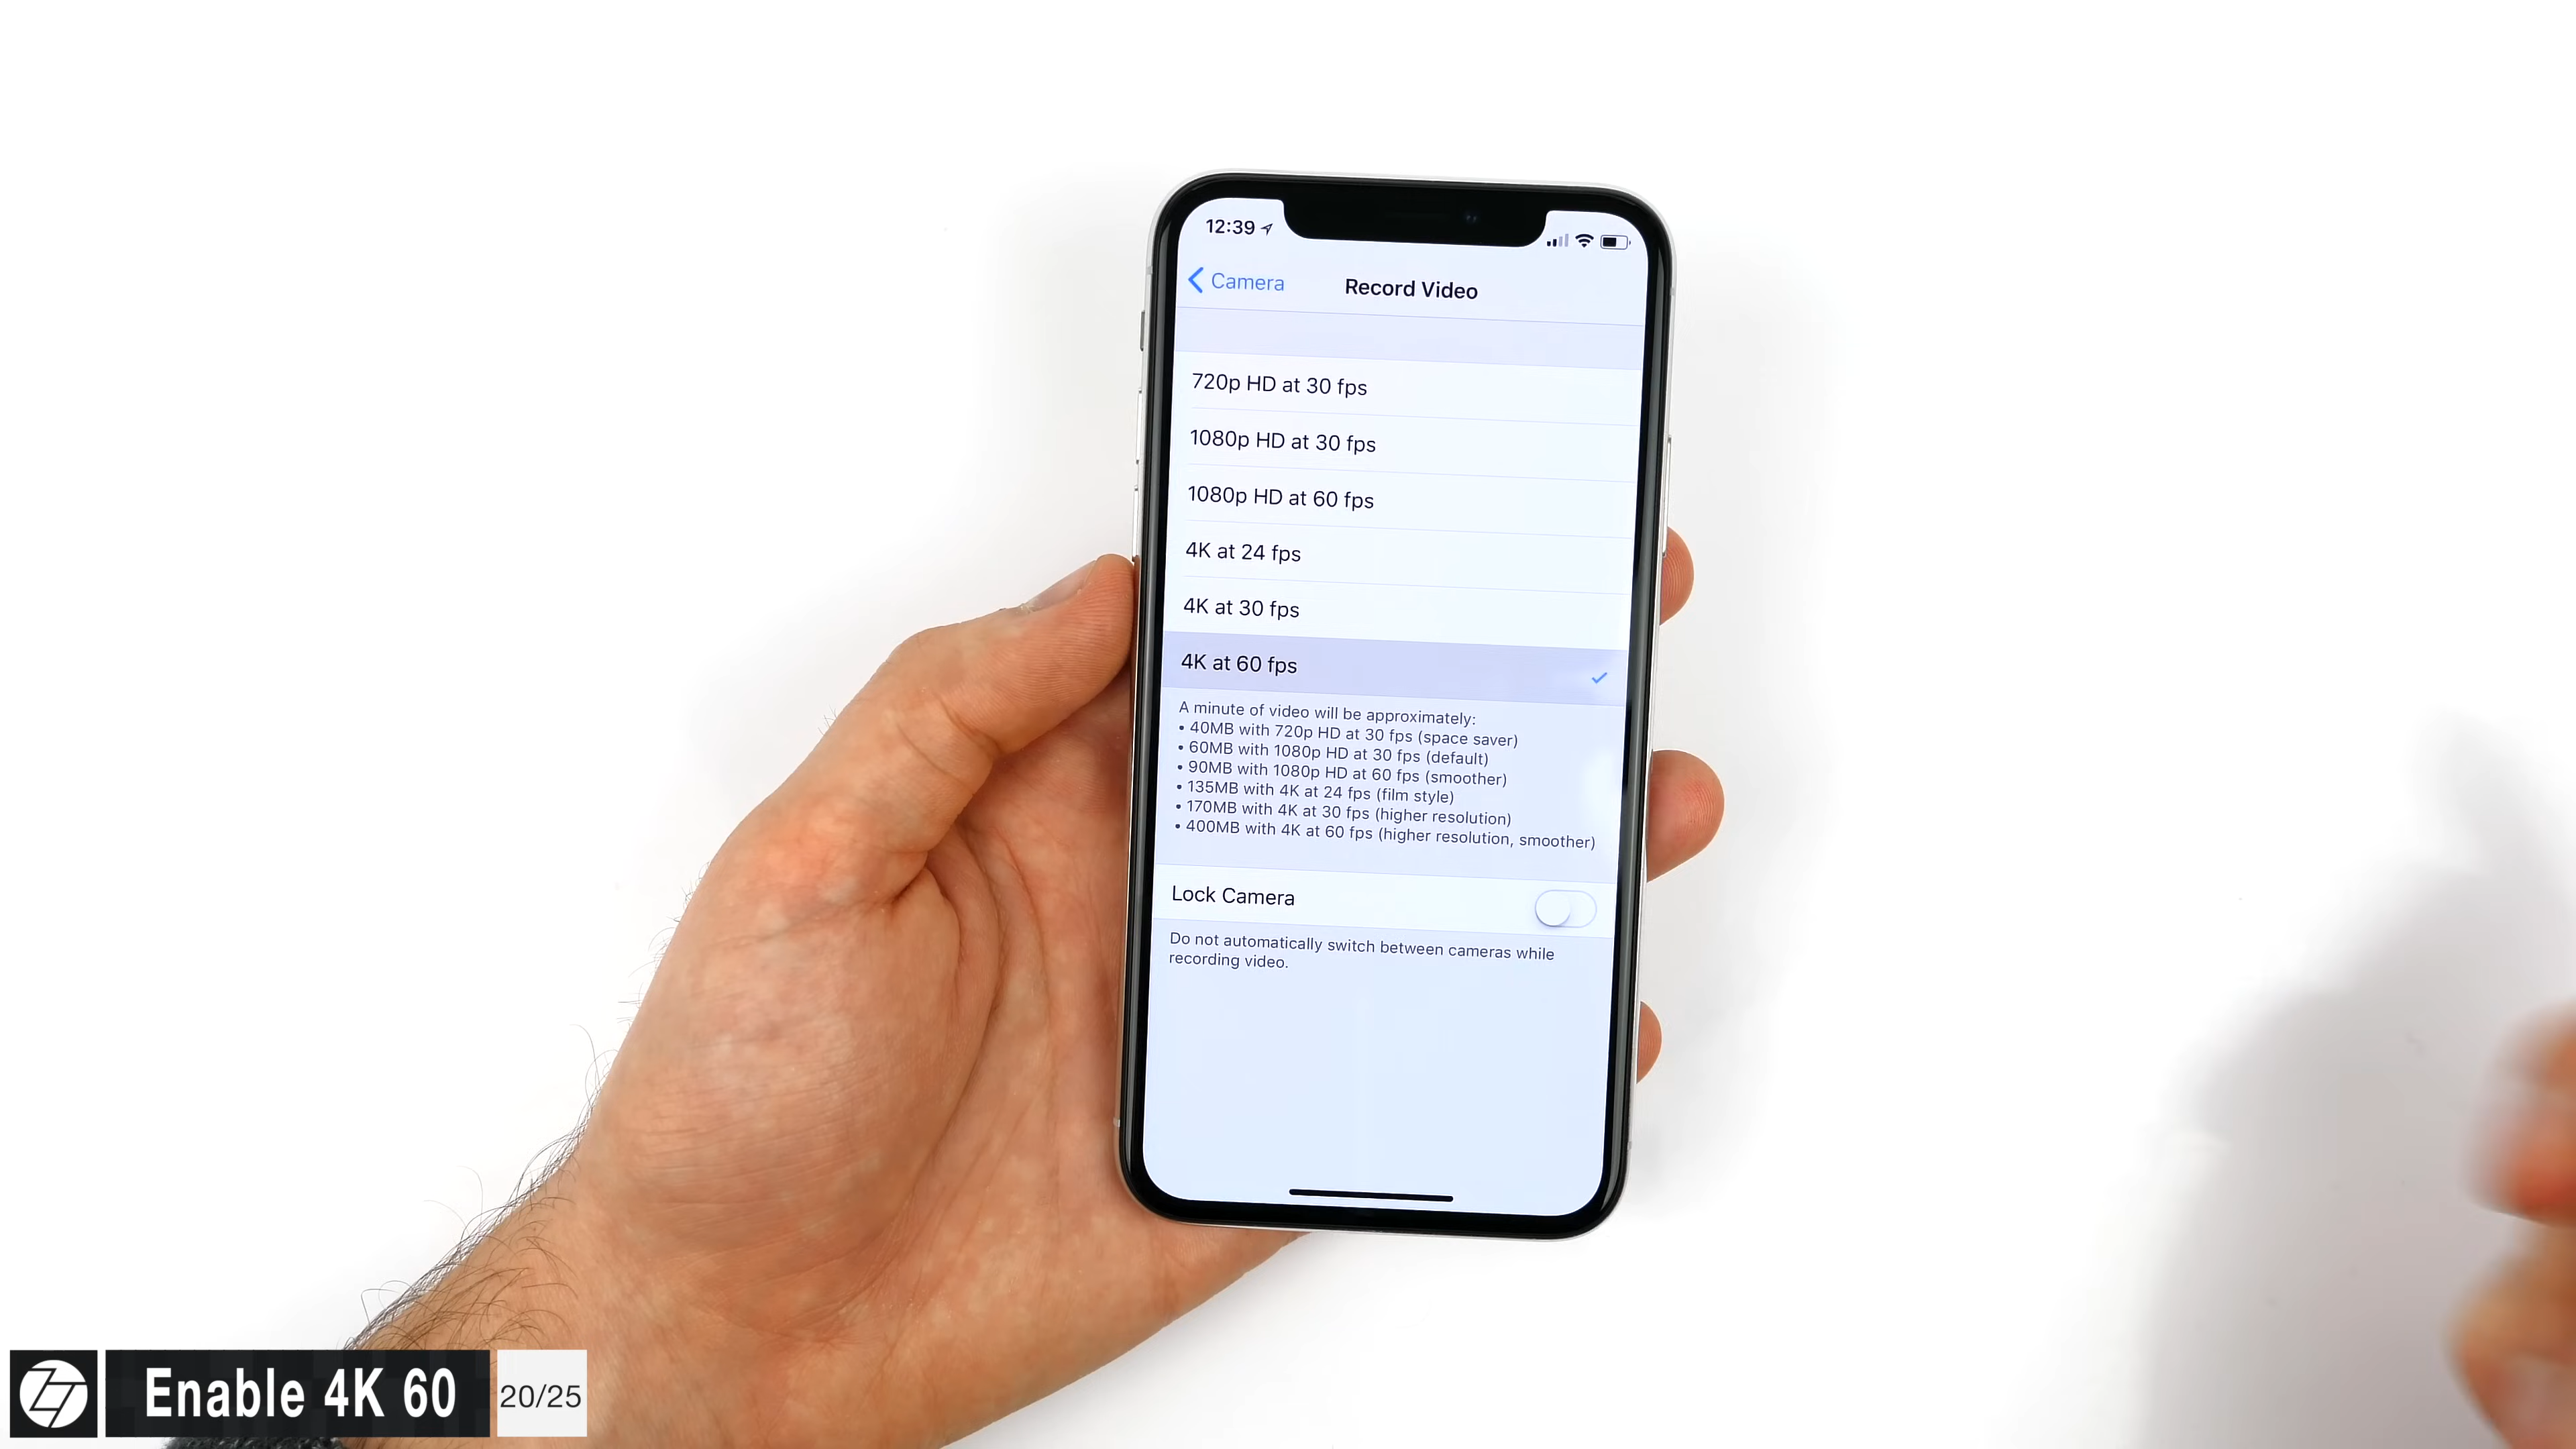 12:39
Camera
Record Video
720p HD at 30 fps
1080p HD at 30 fps
1080p HD at 60 fps
4K at 24 fps
4K at 30 fps
4K at 60 fps
A minute of video will be approximately:
• 40MB with 720p HD at 30 fps (space saver)
• 60MB with 1080p HD at 30 fps (default)
• 90MB with 1080p HD at 60 fps (smoother)
• 135MB with 4K at 24 fps (film style)
• 170MB with 4K at 30 fps (higher resolution)
• 400MB with 4K at 60 fps (higher resolution, smoother)
Lock Camera
Do not automatically switch between cameras while
recording video.
Enable 4K 60
20/25